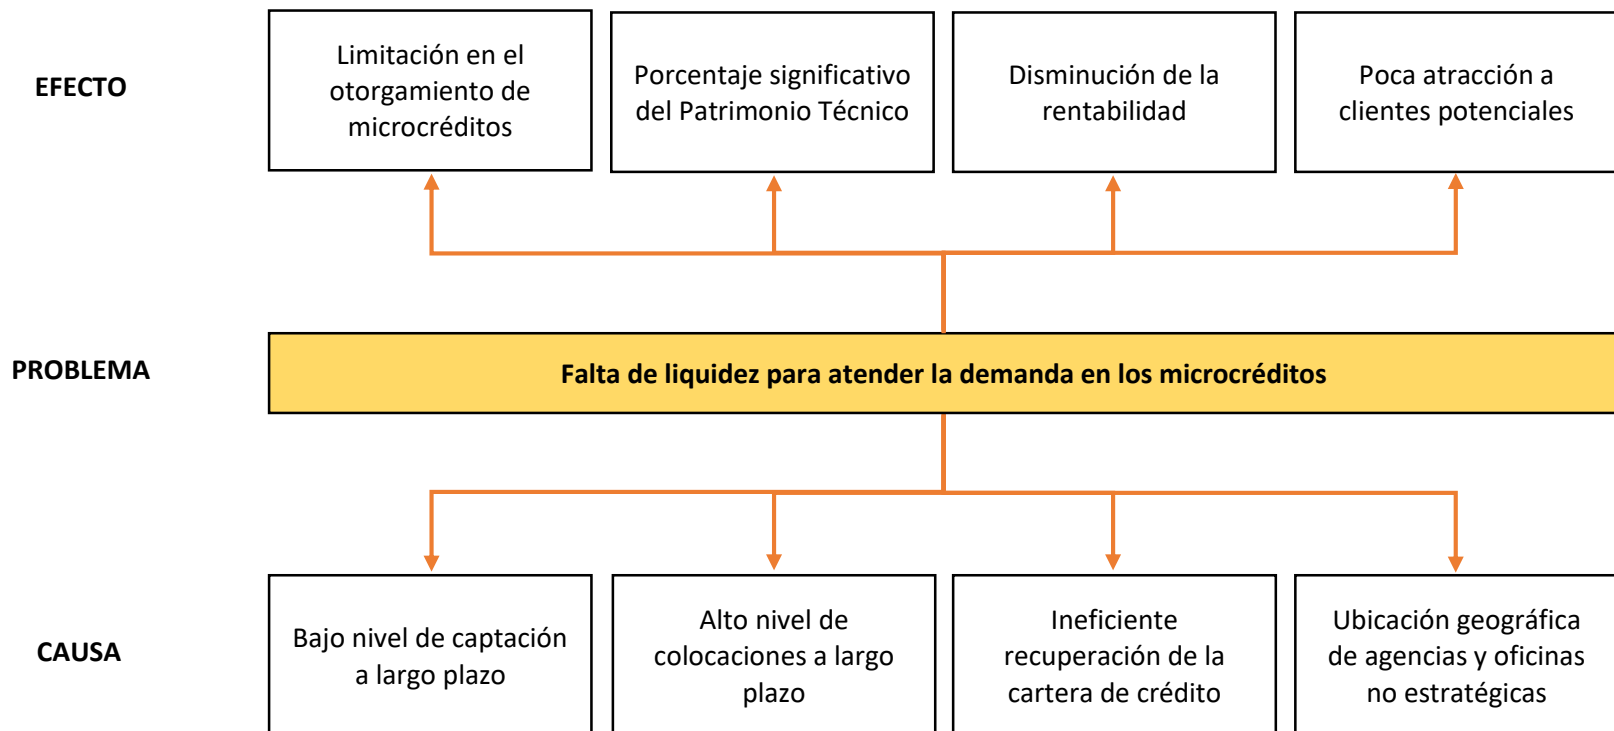 EFECTO
Limitación en el
otorgamiento de
microcréditos
Porcentaje significativo
del Patrimonio Técnico
Disminución de la
rentabilidad
Poca atracción a
clientes potenciales
PROBLEMA
Falta de liquidez para atender la demanda en los microcréditos
CAUSA
Bajo nivel de captación
a largo plazo
Alto nivel de
colocaciones a largo
plazo
Ineficiente
recuperación de la
cartera de crédito
Ubicación geográfica
de agencias y oficinas
no estratégicas